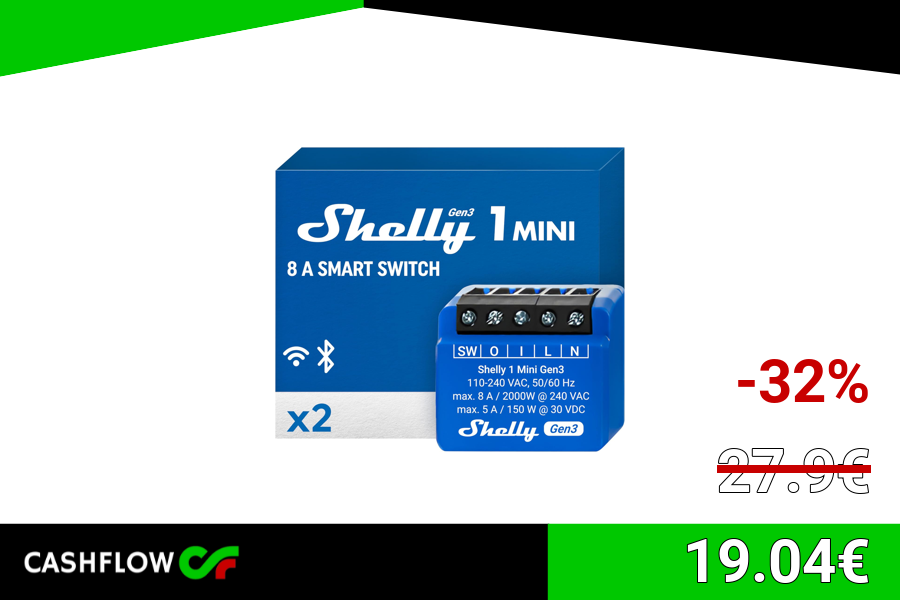 Shelly Gen3 1 MINI
8 A SMART SWITCH
x2
SW O I L N
Shelly 1 Mini Gen3
110-240 VAC, 50/60 Hz
max. 8 A / 2000W @ 240 VAC
max. 5 A / 150 W @ 30 VDC
Shelly Gen3
-32%
27.9€
CASHFLOW
19.04€